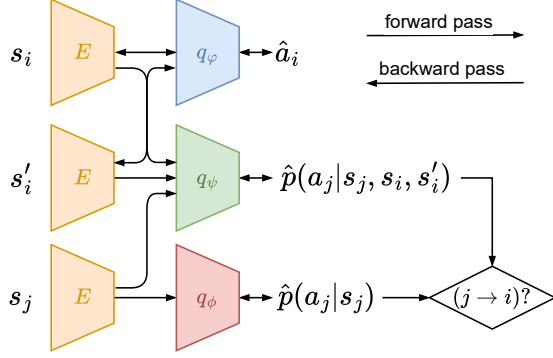 s_i E q_φ â_i
forward pass
backward pass
s'_i E q_ψ p̂(a_j|s_j, s_i, s'_i)
s_j E q_ϕ p̂(a_j|s_j) (j → i)?